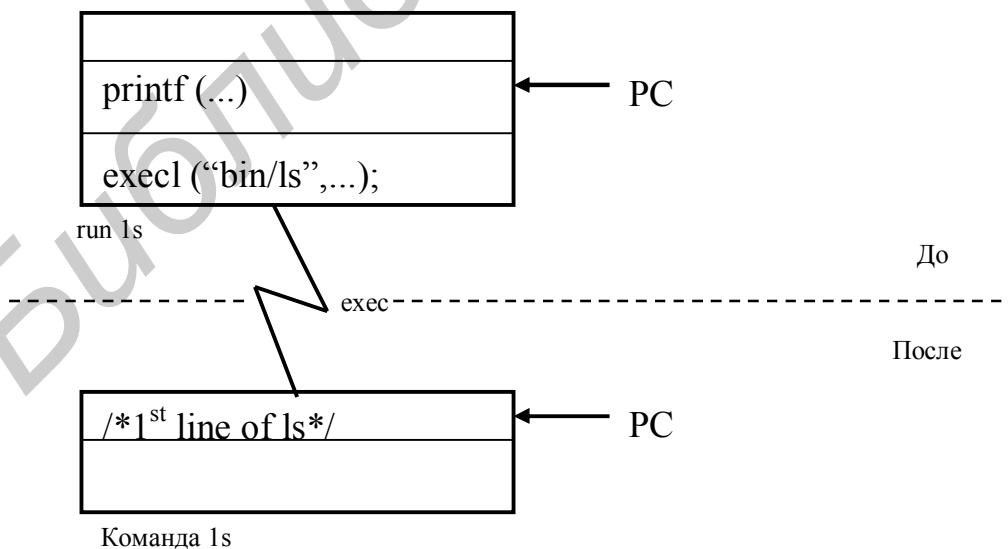 printf (...)
PC
execl (“bin/ls”,...);
run 1s
До
exec
После
/*1st line of ls*/
PC
Команда 1s